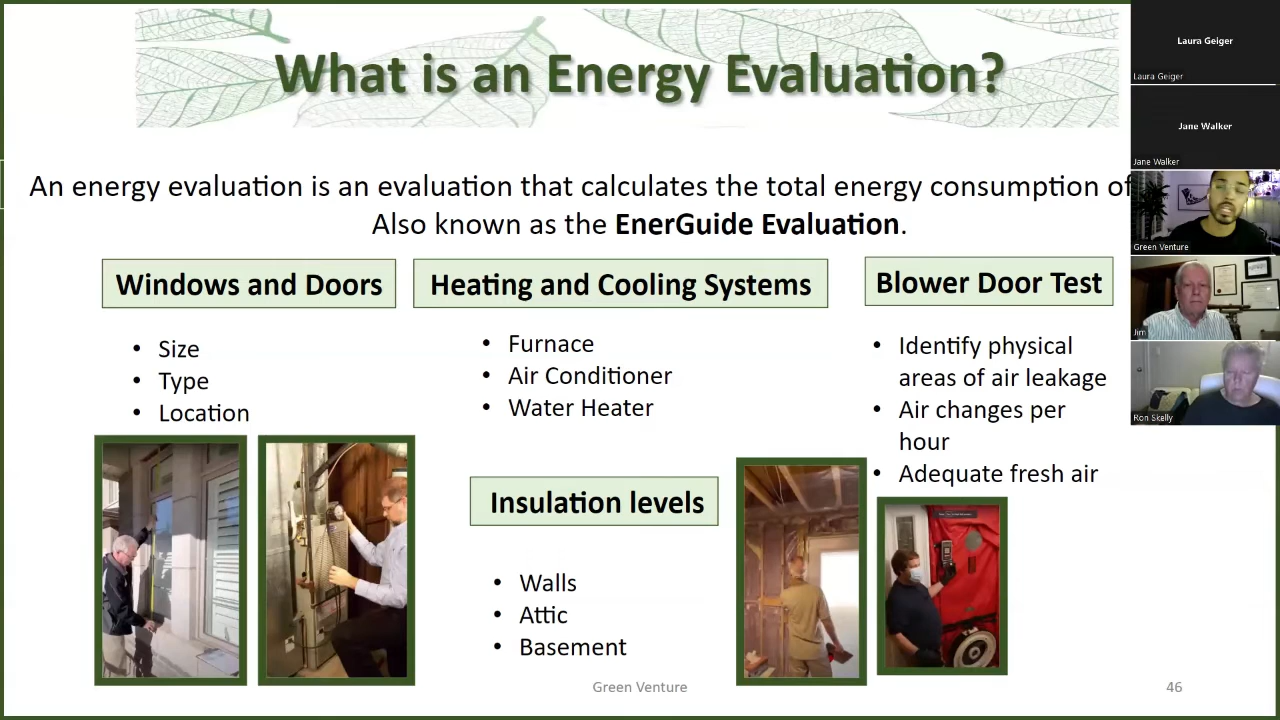 What is an Energy Evaluation?
An energy evaluation is an evaluation that calculates the total energy consumption of
Also known as the EnerGuide Evaluation.
Windows and Doors
• Size
• Type
• Location
Heating and Cooling Systems
• Furnace
• Air Conditioner
• Water Heater
Blower Door Test
• Identify physical
areas of air leakage
• Air changes per
hour
• Adequate fresh air
Insulation levels
• Walls
• Attic
• Basement
Green Venture
46
Laura Geiger
Laura Geiger
Jane Walker
Jane Walker
Green Venture
Jim
Ron Skelly